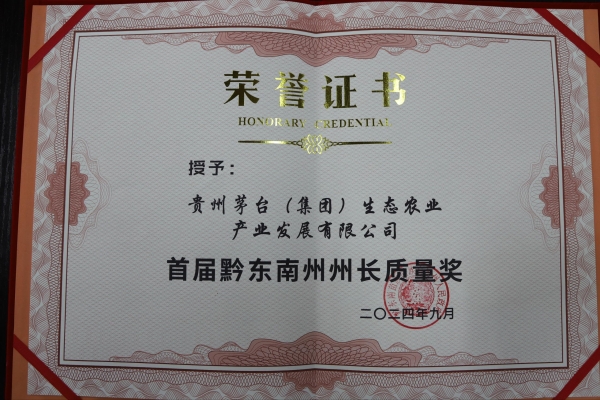 荣誉证书
HONORARY CREDENTIAL
授予：
贵州茅台（集团）生态农业
产业发展有限公司
首届黔东南州州长质量奖
二〇二四年九月